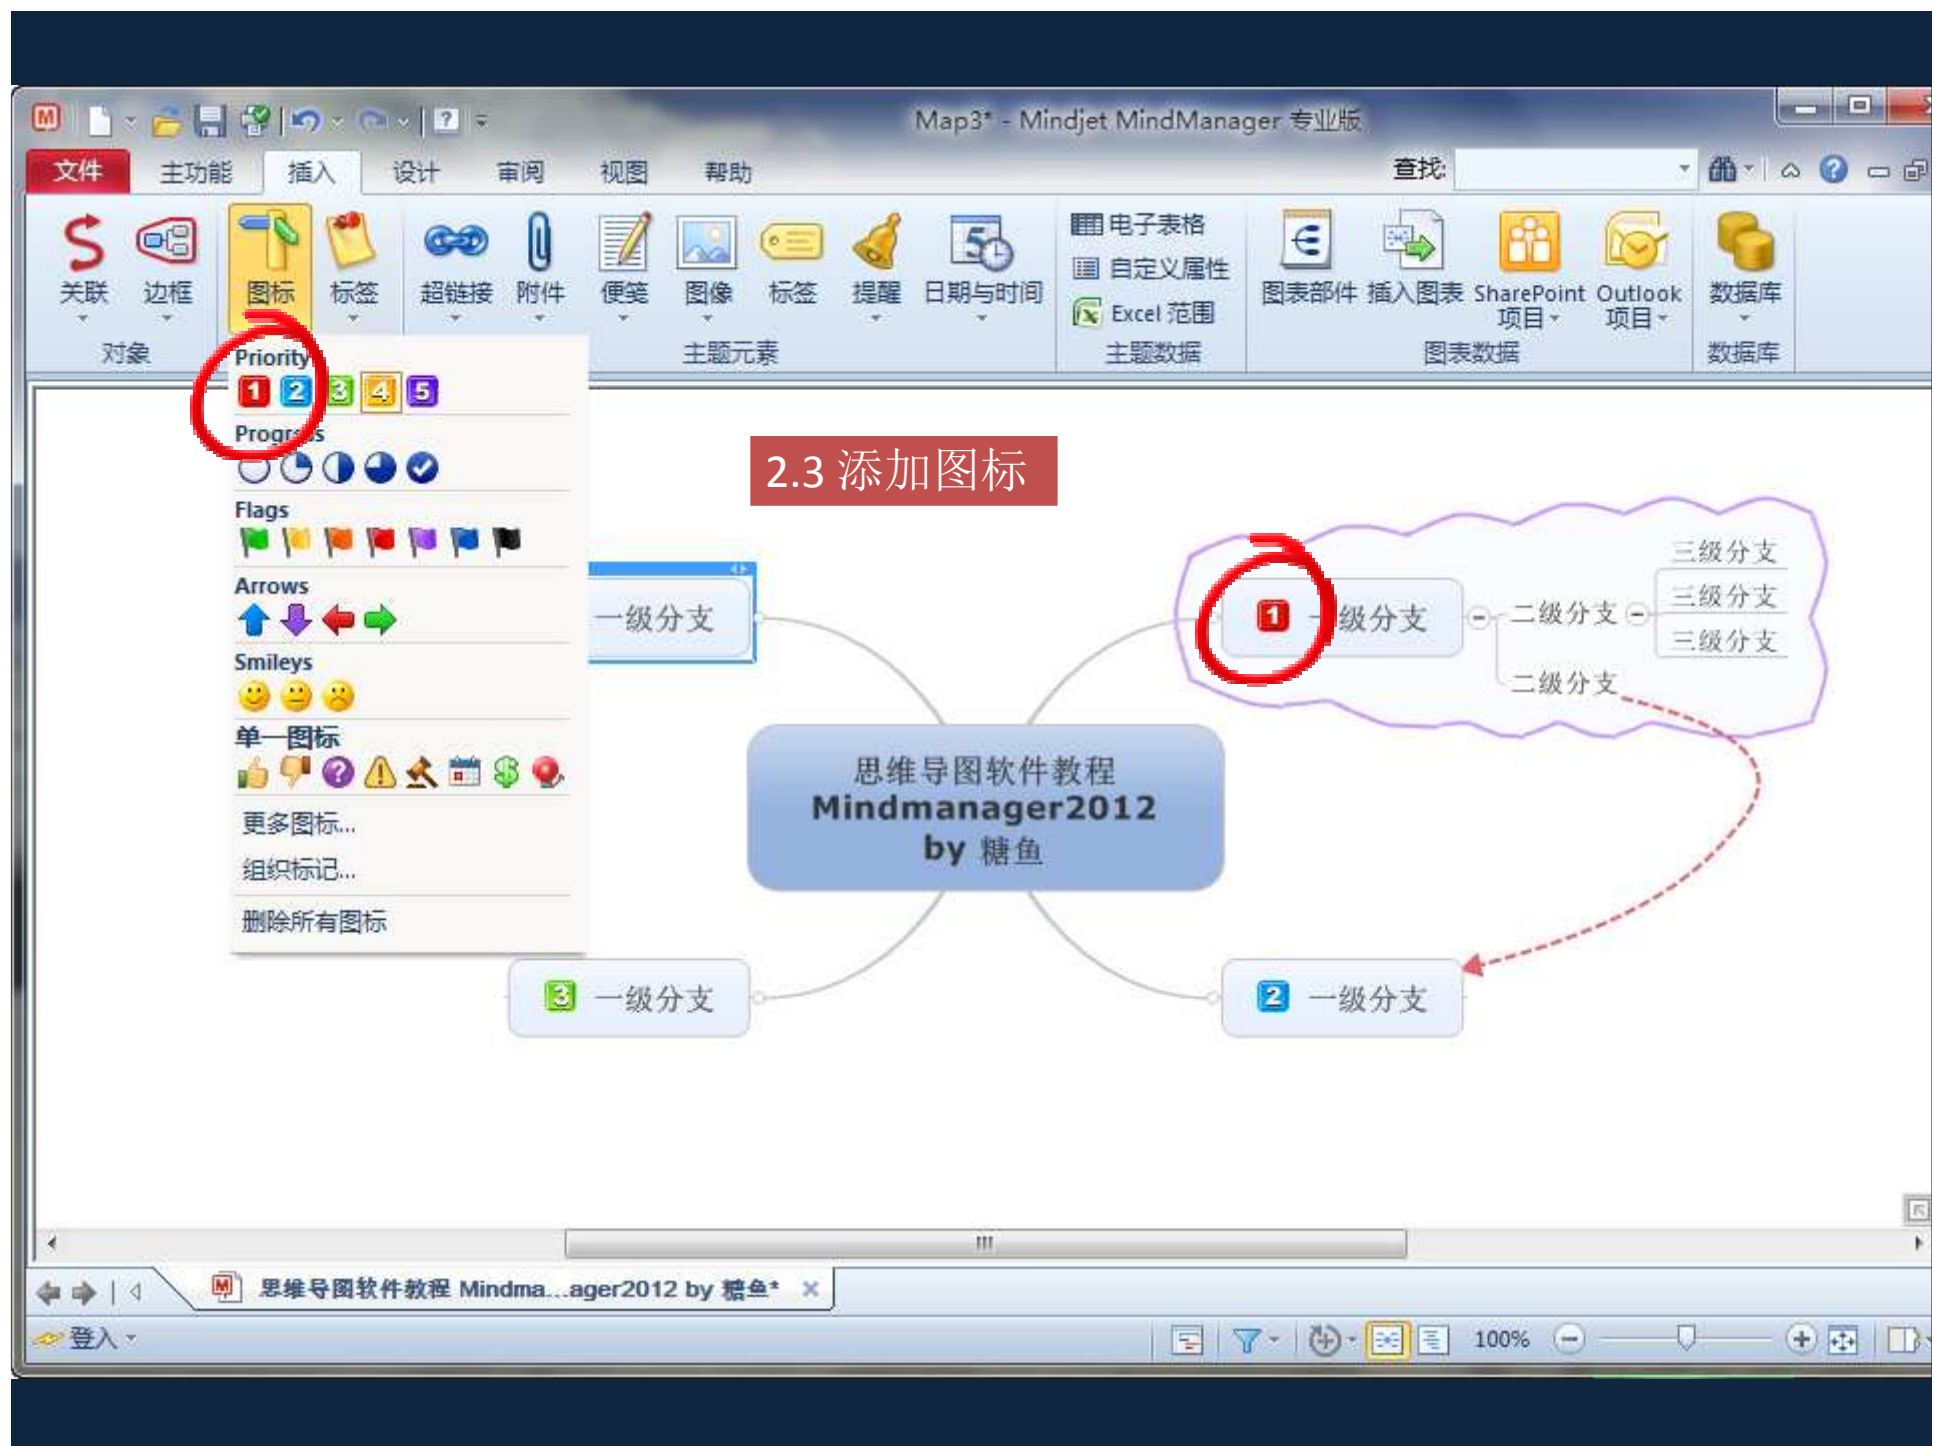 Map3* - Mindjet MindManager 专业版
文件 主功能 插入 设计 审阅 视图 帮助 查找:
关联 边框 图标 标签 超链接 附件 便笺 图像 标签 提醒 日期与时间
电子表格
自定义属性
Excel 范围
图表部件 插入图表 SharePoint 项目 Outlook 项目 数据库
对象 主题元素 主题数据 图表数据 数据库
Priority
1 2 3 4 5
Progress
Flags
Arrows
Smileys
单一图标
更多图标...
组织标记...
删除所有图标
2.3 添加图标
一级分支
1 一级分支
二级分支
三级分支
三级分支
三级分支
二级分支
思维导图软件教程
Mindmanager2012
by 糖鱼
3 一级分支
2 一级分支
思维导图软件教程 Mindma...ager2012 by 糖鱼*
登入 100%